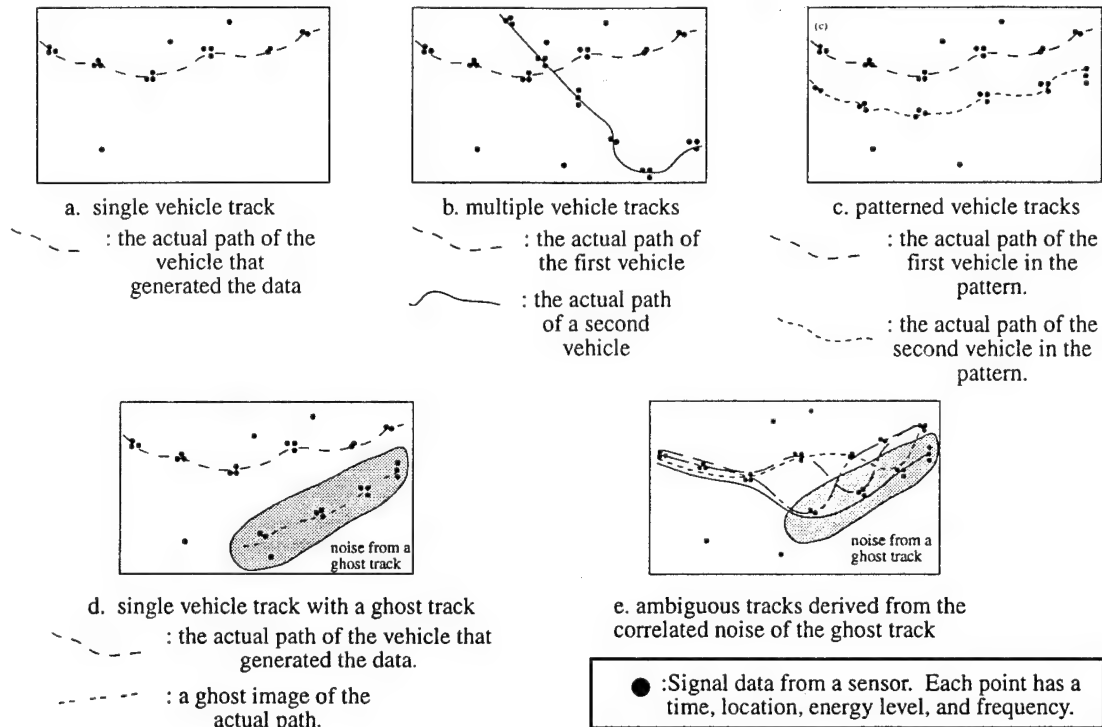 (c)
a. single vehicle track
: the actual path of the
vehicle that
generated the data
b. multiple vehicle tracks
: the actual path of
the first vehicle
: the actual path
of a second
vehicle
c. patterned vehicle tracks
: the actual path of the
first vehicle in the
pattern.
: the actual path of the
second vehicle in the
pattern.
noise from a
ghost track
d. single vehicle track with a ghost track
: the actual path of the vehicle that
generated the data.
: a ghost image of the
actual path.
noise from a
ghost track
e. ambiguous tracks derived from the
correlated noise of the ghost track
:Signal data from a sensor. Each point has a
time, location, energy level, and frequency.